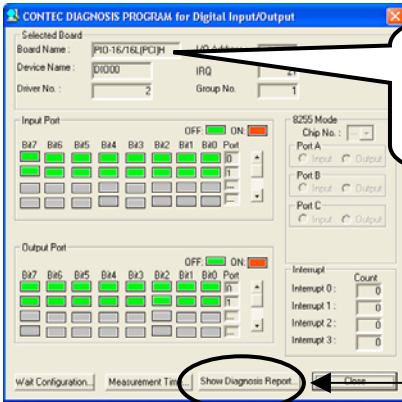 CONTEC DIAGNOSIS PROGRAM for Digital Input/Output
Selected Board
Board Name : PIO-16/16L(PCI)H I/O Address
Device Name : DIO00 IRQ 21
Driver No. : 2 Group No. 1
Input Port
OFF: ON:
Bit7 Bit6 Bit5 Bit4 Bit3 Bit2 Bit1 Bit0 Port
0
1
---
---
8255 Mode
Chip No. : ---
Port A
Input Output
Port B
Input Output
Port C
Input Output
Output Port
OFF: ON:
Bit7 Bit6 Bit5 Bit4 Bit3 Bit2 Bit1 Bit0 Port
0
1
---
---
Interrupt
Count
Interrupt 0 : 0
Interrupt 1 : 0
Interrupt 2 : 0
Interrupt 3 : 0
Wait Configuration... Measurement Show Diagnosis Report... Close